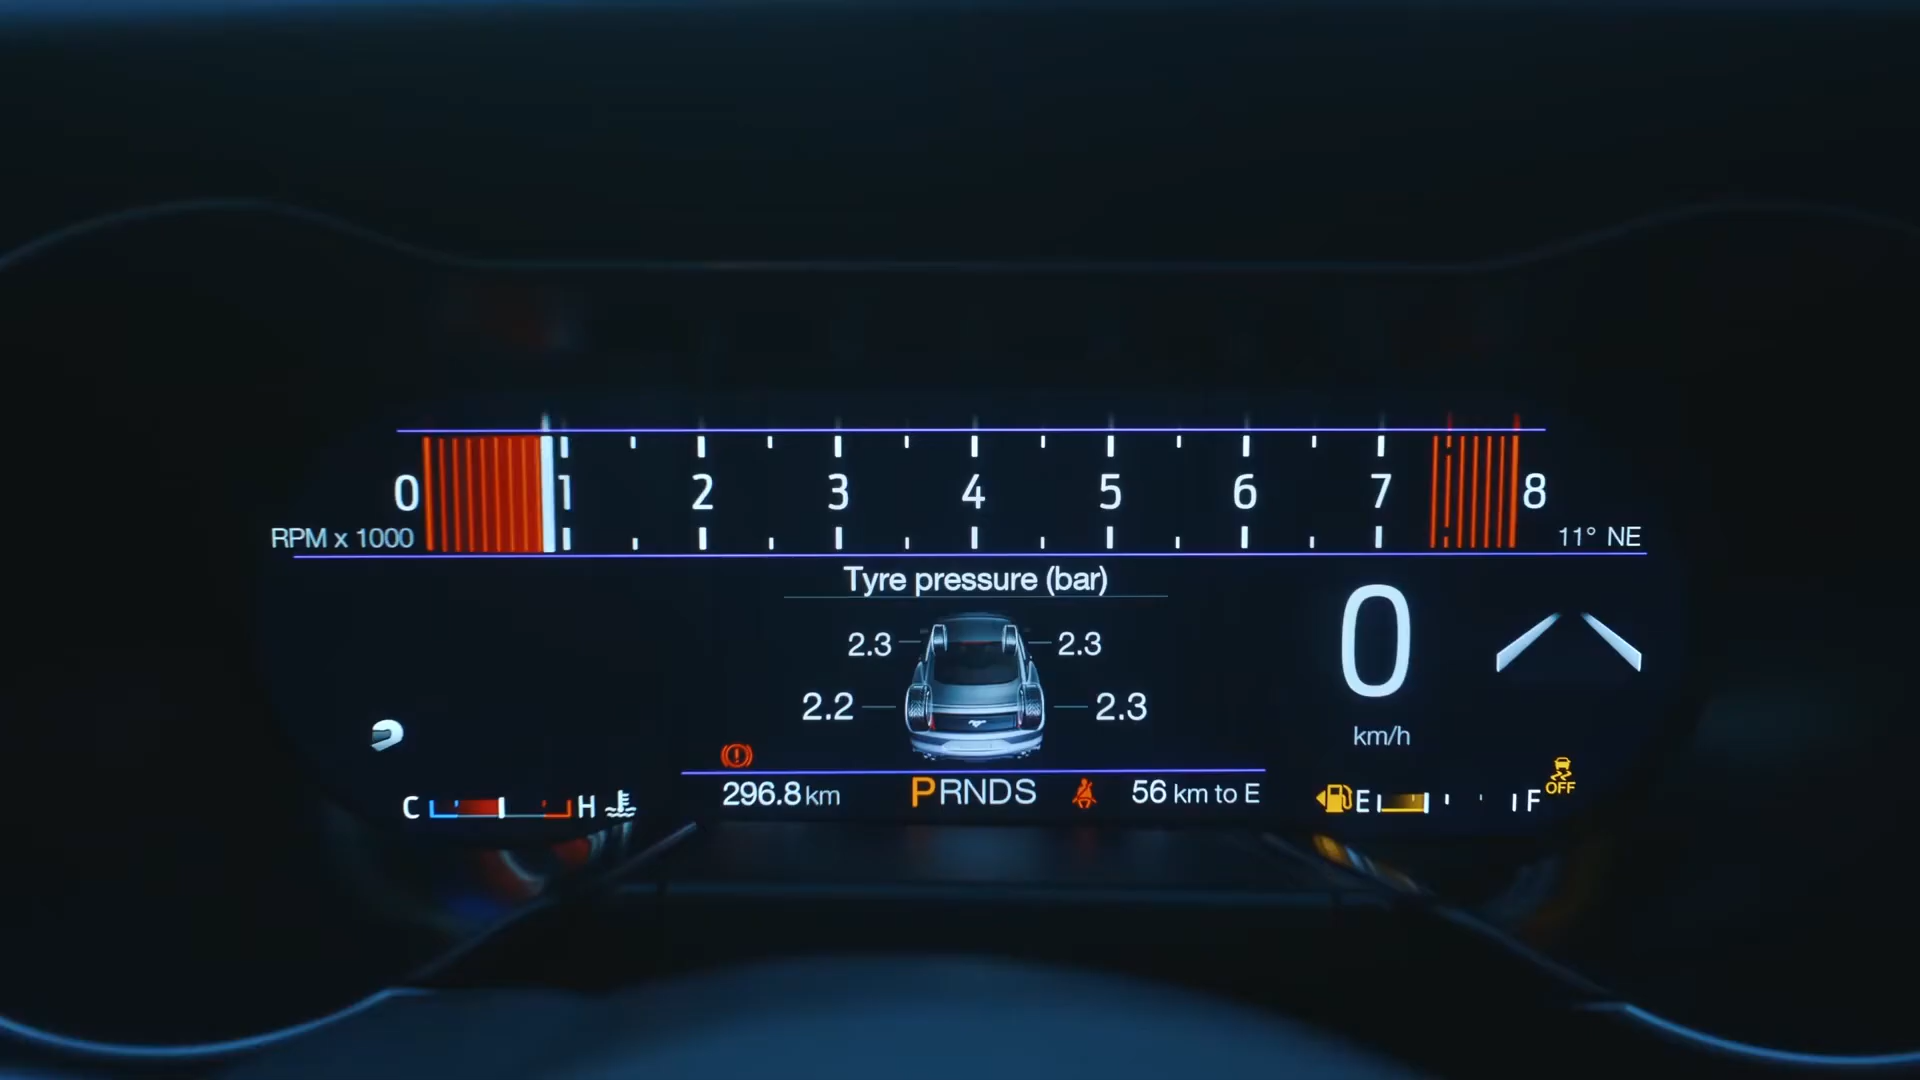 0 1 2 3 4 5 6 7 8
RPM x 1000
11° NE
Tyre pressure (bar)
2.3 2.3
2.2 2.3
0
km/h
296.8 km
PRNDS
56 km to E
C H
E F
OFF